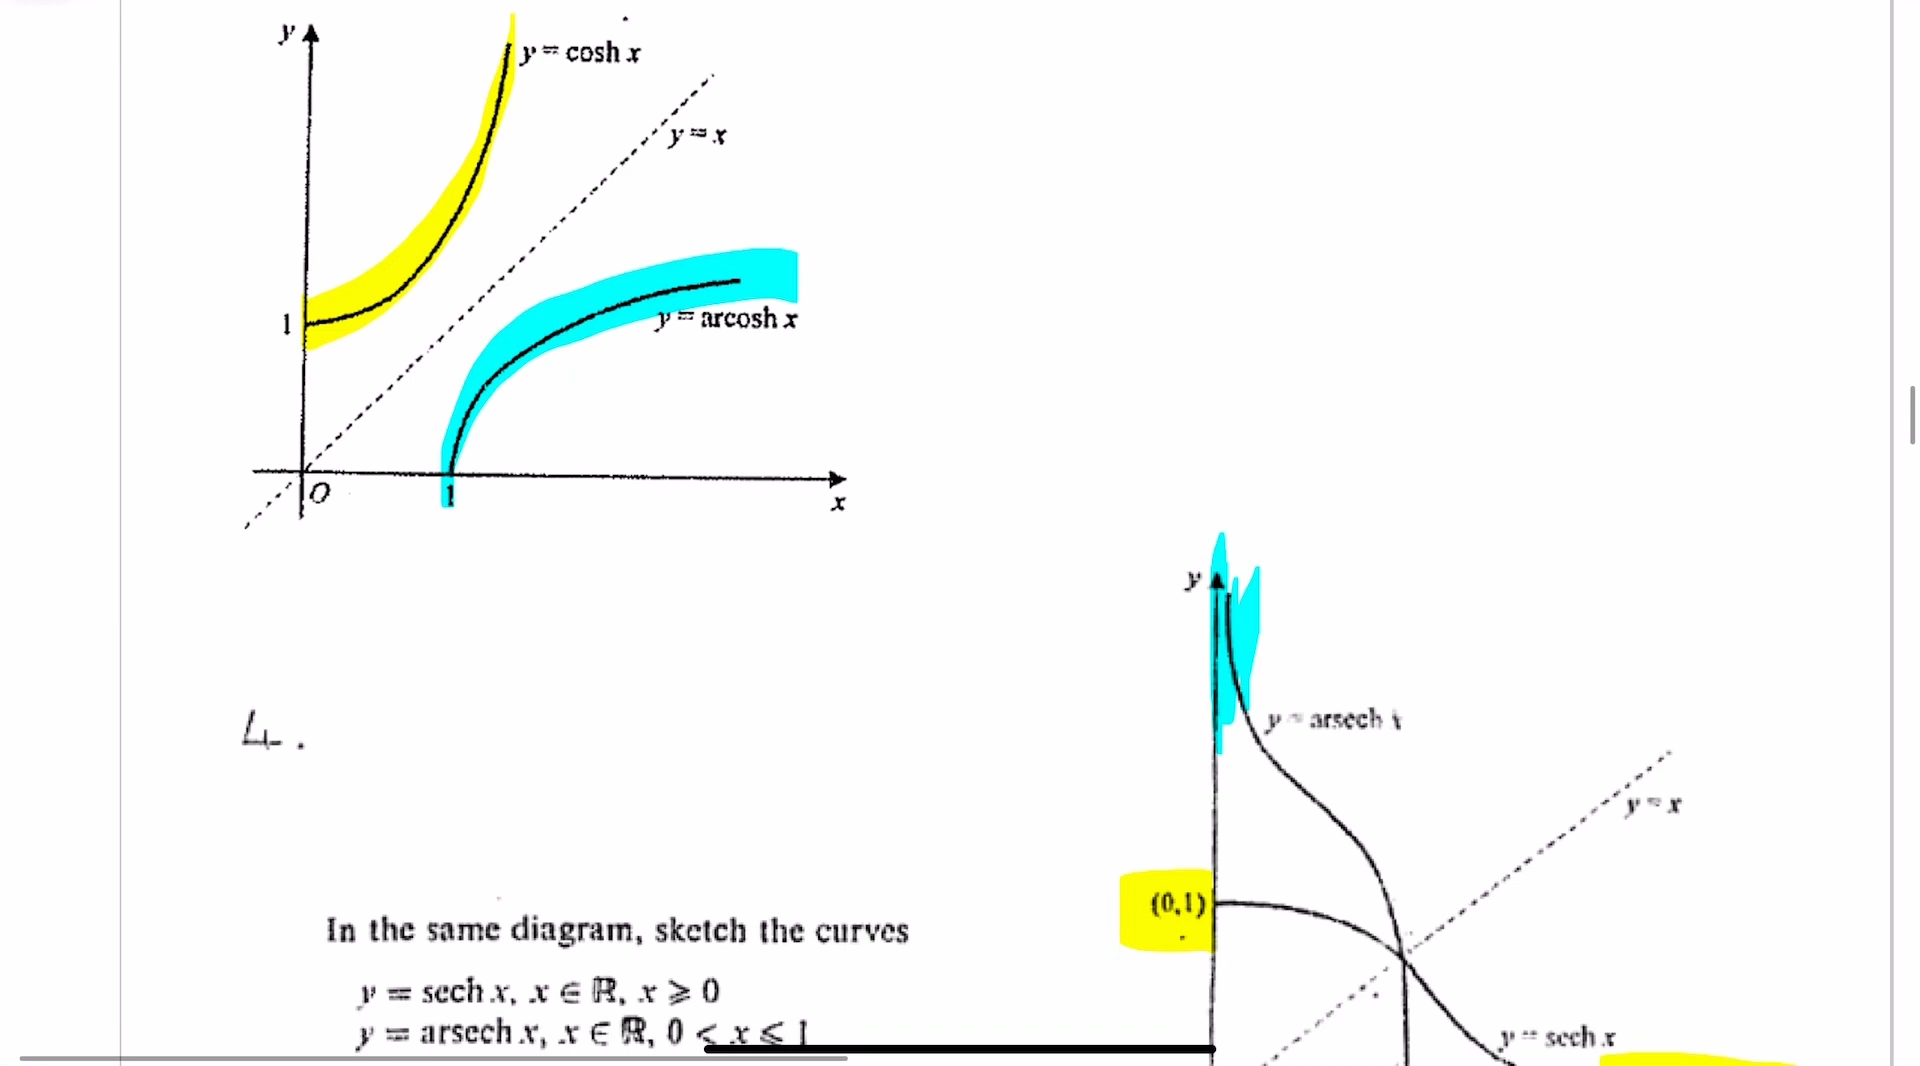 y
y = cosh x
y = x
1
y = arcosh x
O
1
x
y
4.
y = arsech x
y = x
(0,1)
In the same diagram, sketch the curves
y = sech x, x ∈ ℝ, x ⩾ 0
y = arsech x, x ∈ ℝ, 0 < x ⩽ 1
y = sech x